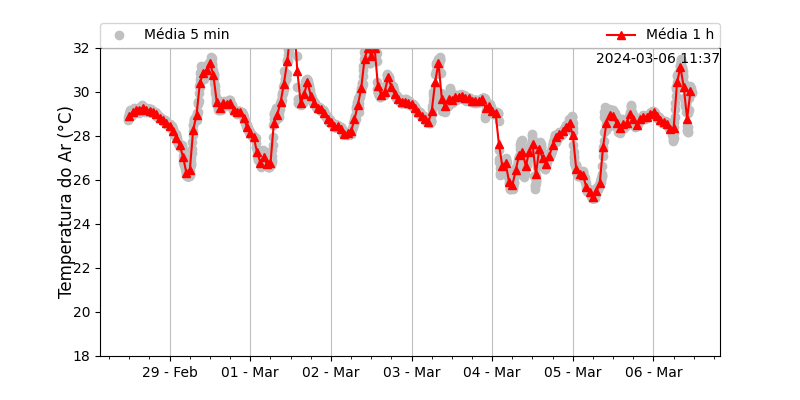 Média 5 min
Média 1 h
2024-03-06 11:37
Temperatura do Ar (°C)
32
30
28
26
24
22
20
18
29 - Feb
01 - Mar
02 - Mar
03 - Mar
04 - Mar
05 - Mar
06 - Mar